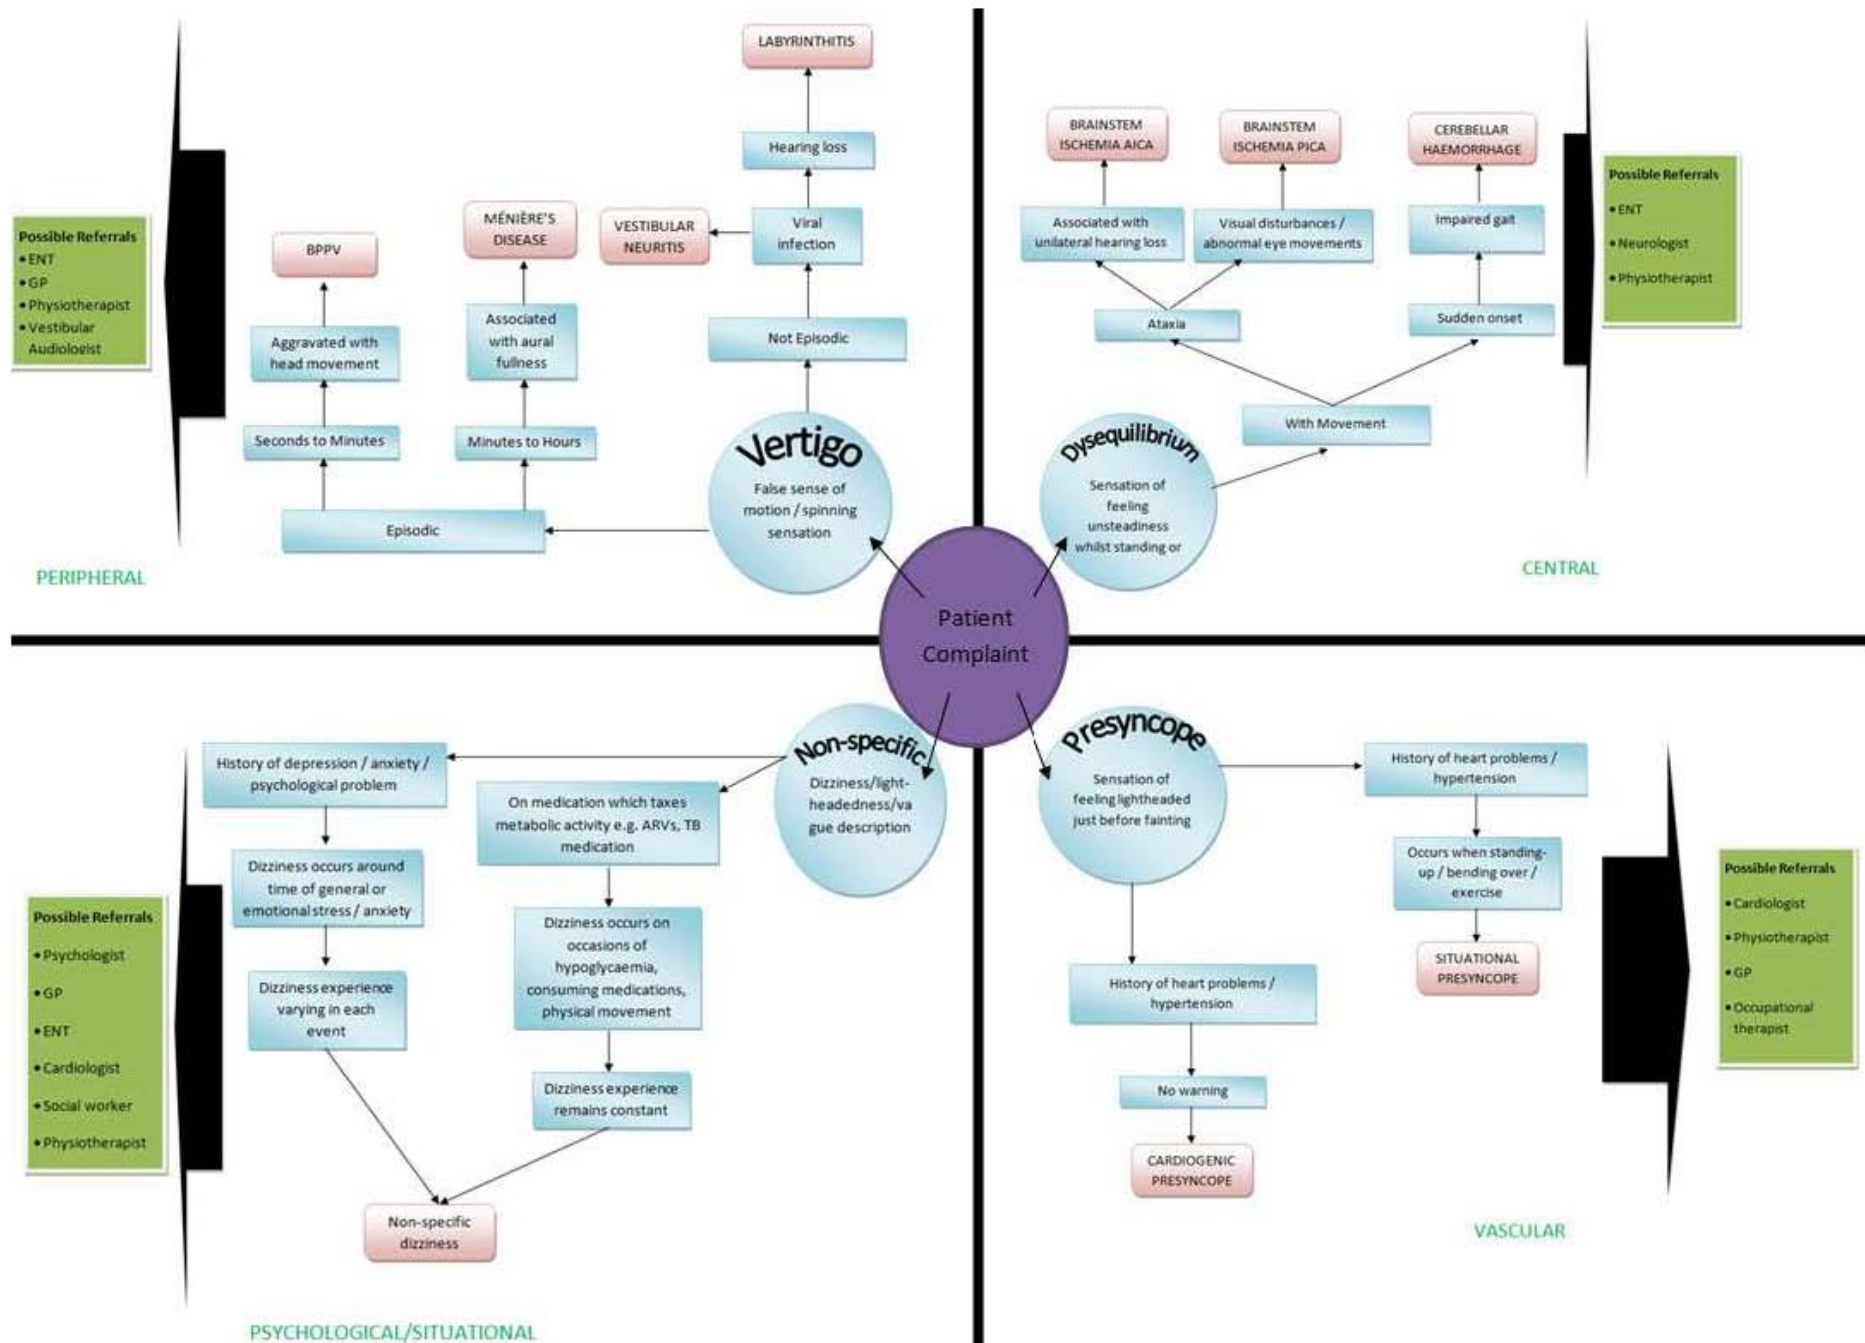 LABYRINTHITIS
Hearing loss
Viral
infection
VESTIBULAR
NEURITIS
Not Episodic
MÉNIÈRE'S
DISEASE
Associated
with aural
fullness
Minutes to Hours
BPPV
Aggravated with
head movement
Seconds to Minutes
Episodic
Vertigo
False sense of
motion / spinning
sensation
Possible Referrals
• ENT
• GP
• Physiotherapist
• Vestibular
Audiologist
PERIPHERAL
BRAINSTEM
ISCHEMIA AICA
BRAINSTEM
ISCHEMIA PICA
CEREBELLAR
HAEMORRHAGE
Associated with
unilateral hearing loss
Visual disturbances /
abnormal eye movements
Impaired gait
Ataxia
Sudden onset
With Movement
Dysequilibrium
Sensation of
feeling
unsteadiness
whilst standing or
Possible Referrals
• ENT
• Neurologist
• Physiotherapist
CENTRAL
Patient
Complaint
Non-specific
Dizziness/light-
headedness/va
gue description
History of depression / anxiety /
psychological problem
On medication which taxes
metabolic activity e.g. ARVs, TB
medication
Dizziness occurs around
time of general or
emotional stress / anxiety
Dizziness occurs on
occasions of
hypoglycaemia,
consuming medications,
physical movement
Dizziness experience
varying in each
event
Dizziness experience
remains constant
Non-specific
dizziness
Possible Referrals
• Psychologist
• GP
• ENT
• Cardiologist
• Social worker
• Physiotherapist
PSYCHOLOGICAL/SITUATIONAL
Presyncope
Sensation of
feeling lightheaded
just before fainting
History of heart problems /
hypertension
Occurs when standing-
up / bending over /
exercise
SITUATIONAL
PRESYNCOPE
History of heart problems /
hypertension
No warning
CARDIOGENIC
PRESYNCOPE
Possible Referrals
• Cardiologist
• Physiotherapist
• GP
• Occupational
therapist
VASCULAR